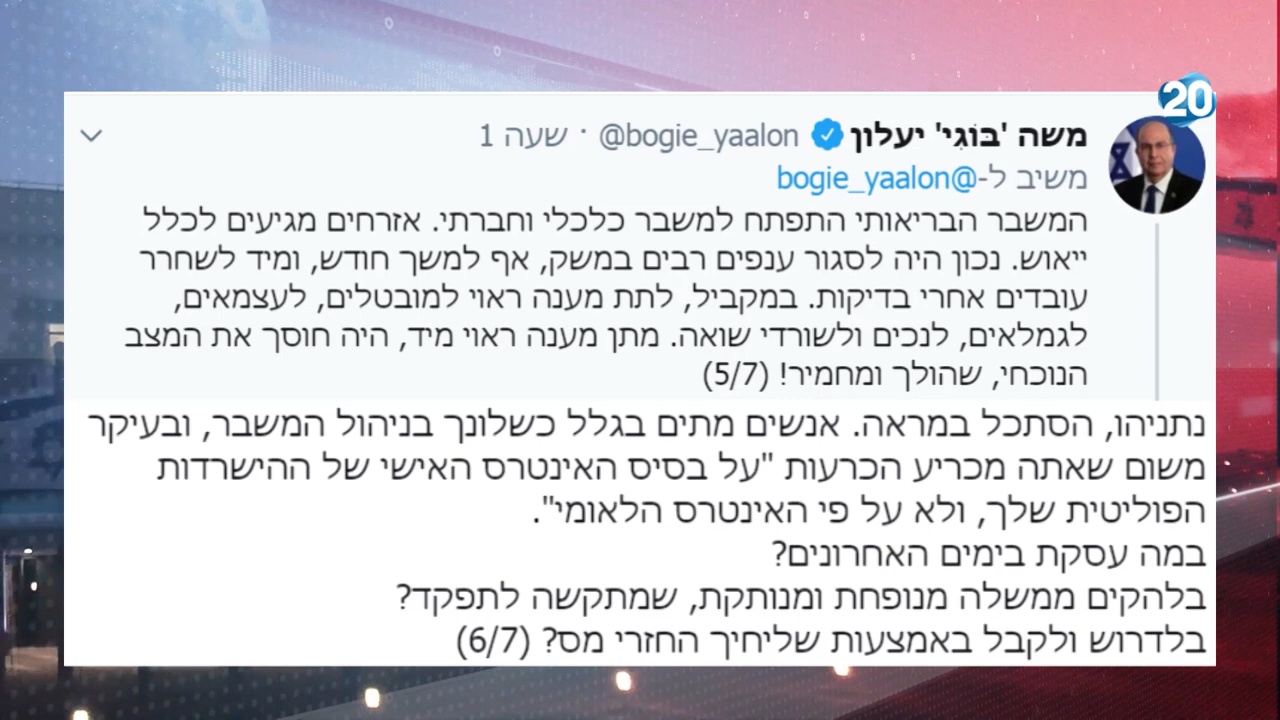 20
משה 'בּוֹגִי' יעלון @bogie_yaalon · שעה 1
משיב ל-@bogie_yaalon
המשבר הבריאותי התפתח למשבר כלכלי וחברתי. אזרחים מגיעים לכלל
ייאוש. נכון היה לסגור ענפים רבים במשק, אף למשך חודש, ומיד לשחרר
עובדים אחרי בדיקות. במקביל, לתת מענה ראוי למובטלים, לעצמאים,
לגמלאים, לנכים ולשורדי שואה. מתן מענה ראוי מיד, היה חוסך את המצב
הנוכחי, שהולך ומחמיר! (5/7)
נתניהו, הסתכל במראה. אנשים מתים בגלל כשלונך בניהול המשבר, ובעיקר
משום שאתה מכריע הכרעות "על בסיס האינטרס האישי של ההישרדות
הפוליטית שלך, ולא על פי האינטרס הלאומי".
במה עסקת בימים האחרונים?
בלהקים ממשלה מנופחת ומנותקת, שמתקשה לתפקד?
בלדרוש ולקבל באמצעות שליחיך החזרי מס? (6/7)